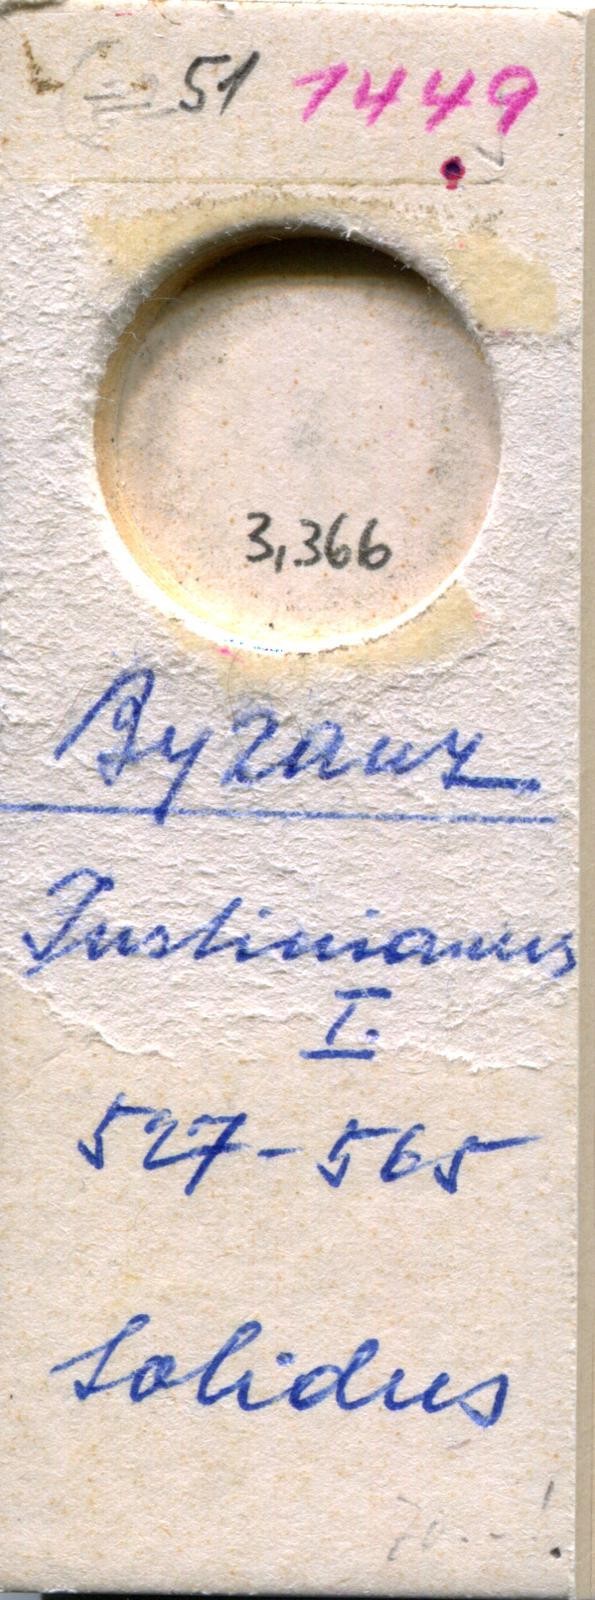 51 1449
3,366
Byzanz
Justinianus
I.
527-565
Solidus